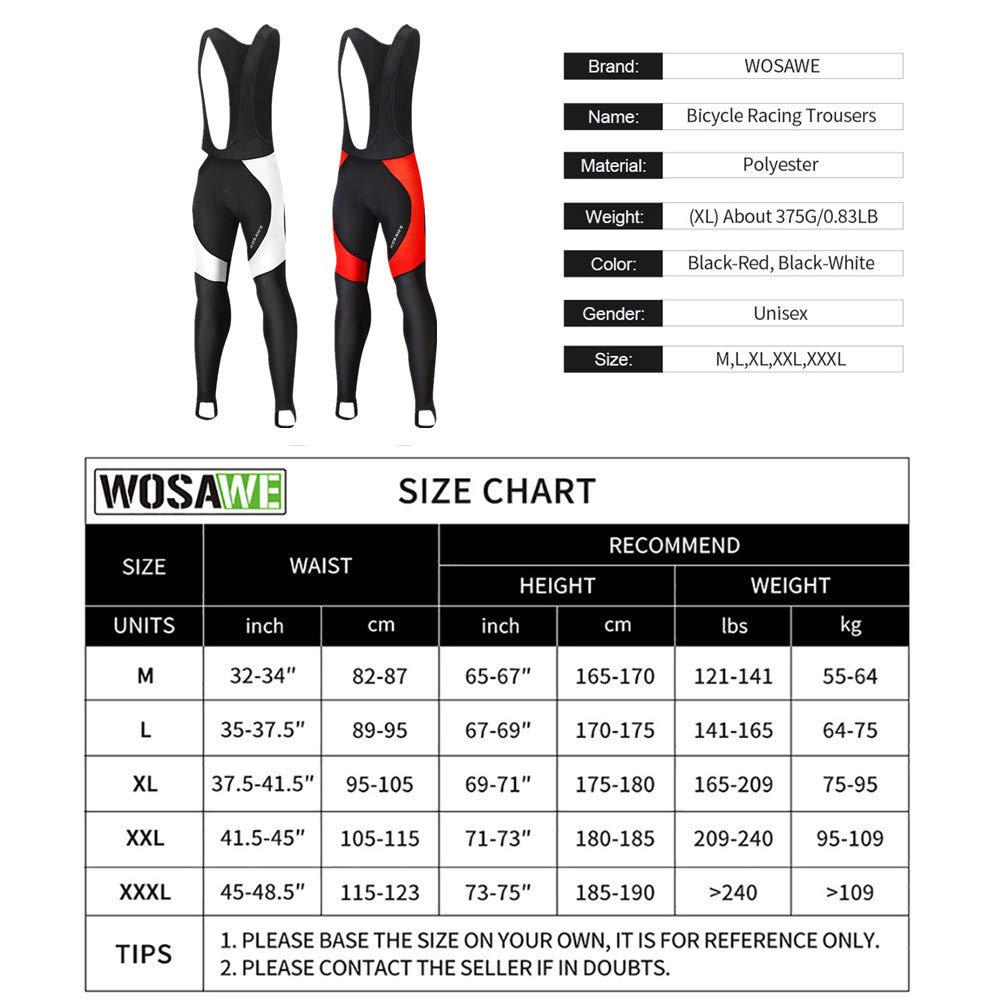 Brand: WOSAWE
Name: Bicycle Racing Trousers
Material: Polyester
Weight: (XL) About 375G/0.83LB
Color: Black-Red, Black-White
Gender: Unisex
Size: M,L,XL,XXL,XXXL
WOSAWE
WOSAWE
WOSAWE SIZE CHART
RECOMMEND
SIZE WAIST
HEIGHT WEIGHT
UNITS inch cm inch cm lbs kg
M 32-34" 82-87 65-67" 165-170 121-141 55-64
L 35-37.5" 89-95 67-69" 170-175 141-165 64-75
XL 37.5-41.5" 95-105 69-71" 175-180 165-209 75-95
XXL 41.5-45" 105-115 71-73" 180-185 209-240 95-109
XXXL 45-48.5" 115-123 73-75" 185-190 >240 >109
TIPS
1. PLEASE BASE THE SIZE ON YOUR OWN, IT IS FOR REFERENCE ONLY.
2. PLEASE CONTACT THE SELLER IF IN DOUBTS.